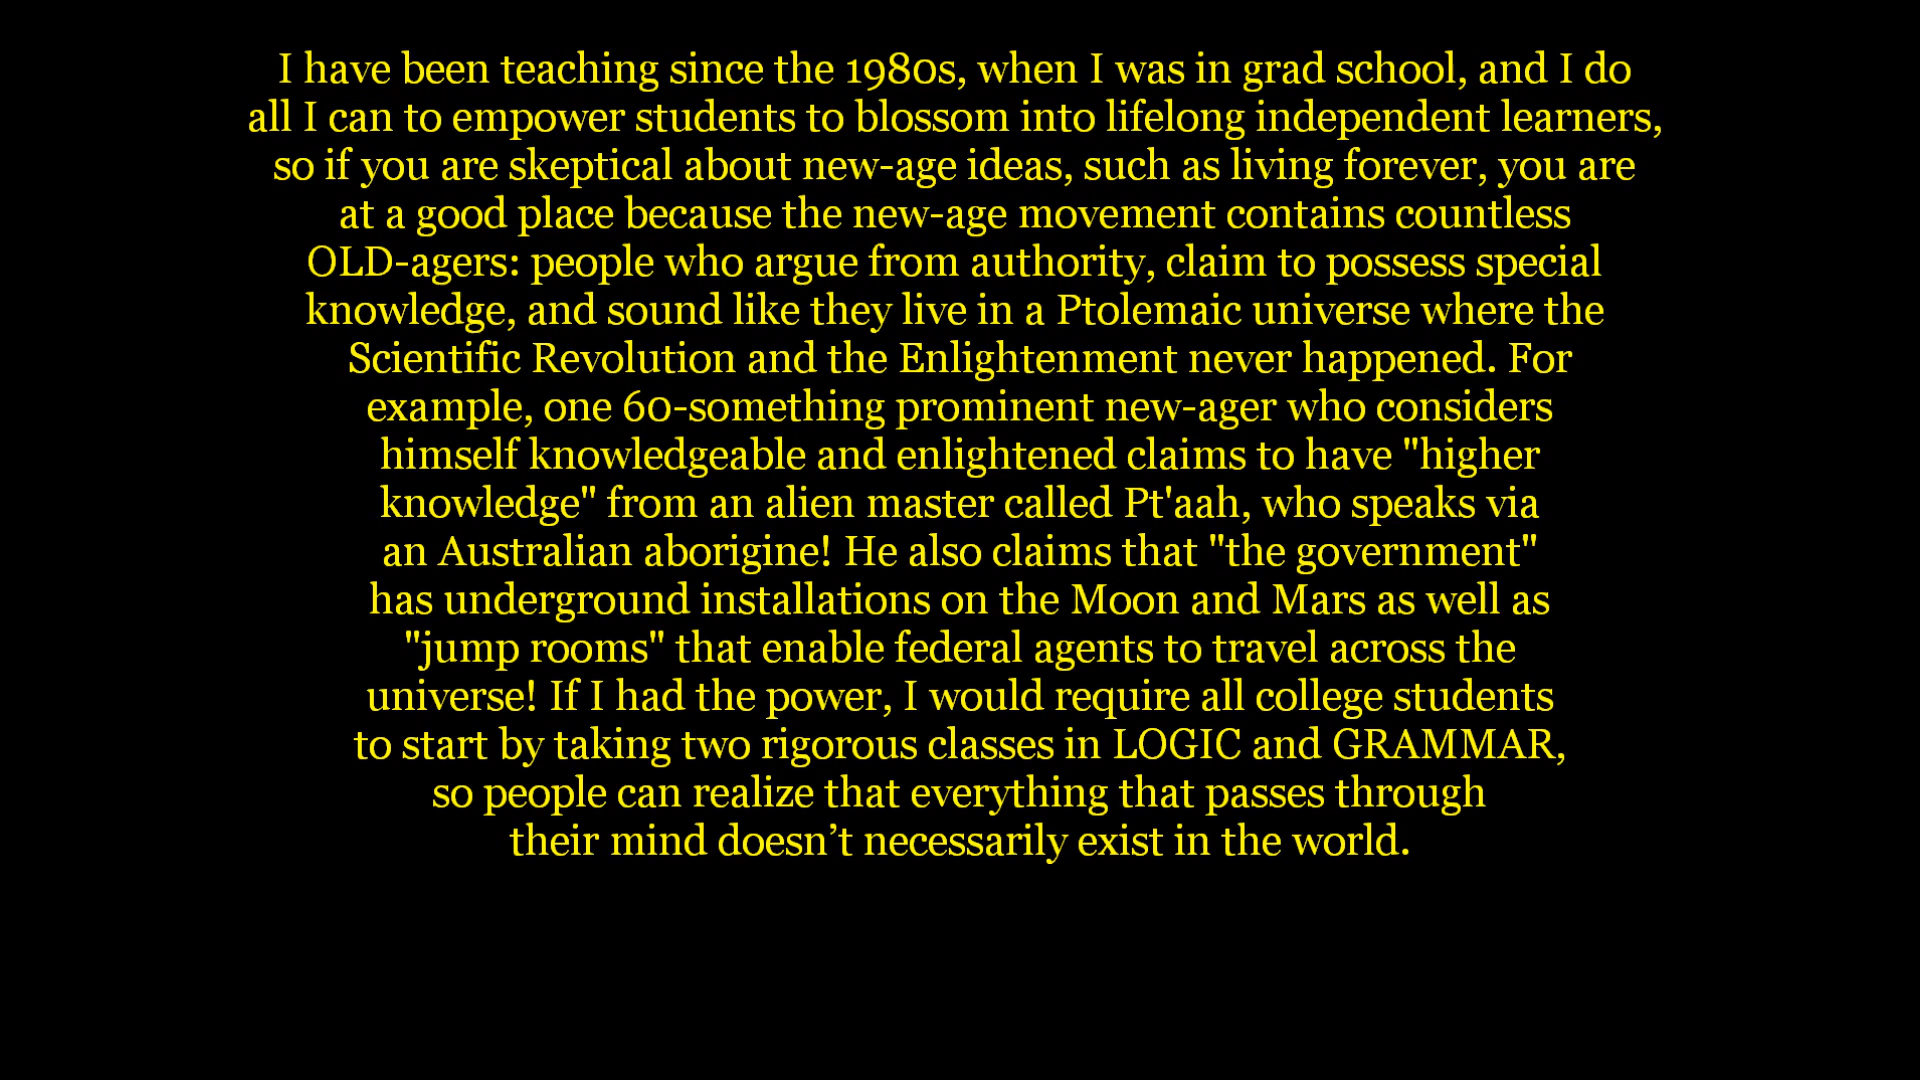 I have been teaching since the 1980s, when I was in grad school, and I do
all I can to empower students to blossom into lifelong independent learners,
so if you are skeptical about new-age ideas, such as living forever, you are
at a good place because the new-age movement contains countless
OLD-agers: people who argue from authority, claim to possess special
knowledge, and sound like they live in a Ptolemaic universe where the
Scientific Revolution and the Enlightenment never happened. For
example, one 60-something prominent new-ager who considers
himself knowledgeable and enlightened claims to have "higher
knowledge" from an alien master called Pt'aah, who speaks via
an Australian aborigine! He also claims that "the government"
has underground installations on the Moon and Mars as well as
"jump rooms" that enable federal agents to travel across the
universe! If I had the power, I would require all college students
to start by taking two rigorous classes in LOGIC and GRAMMAR,
so people can realize that everything that passes through
their mind doesn’t necessarily exist in the world.